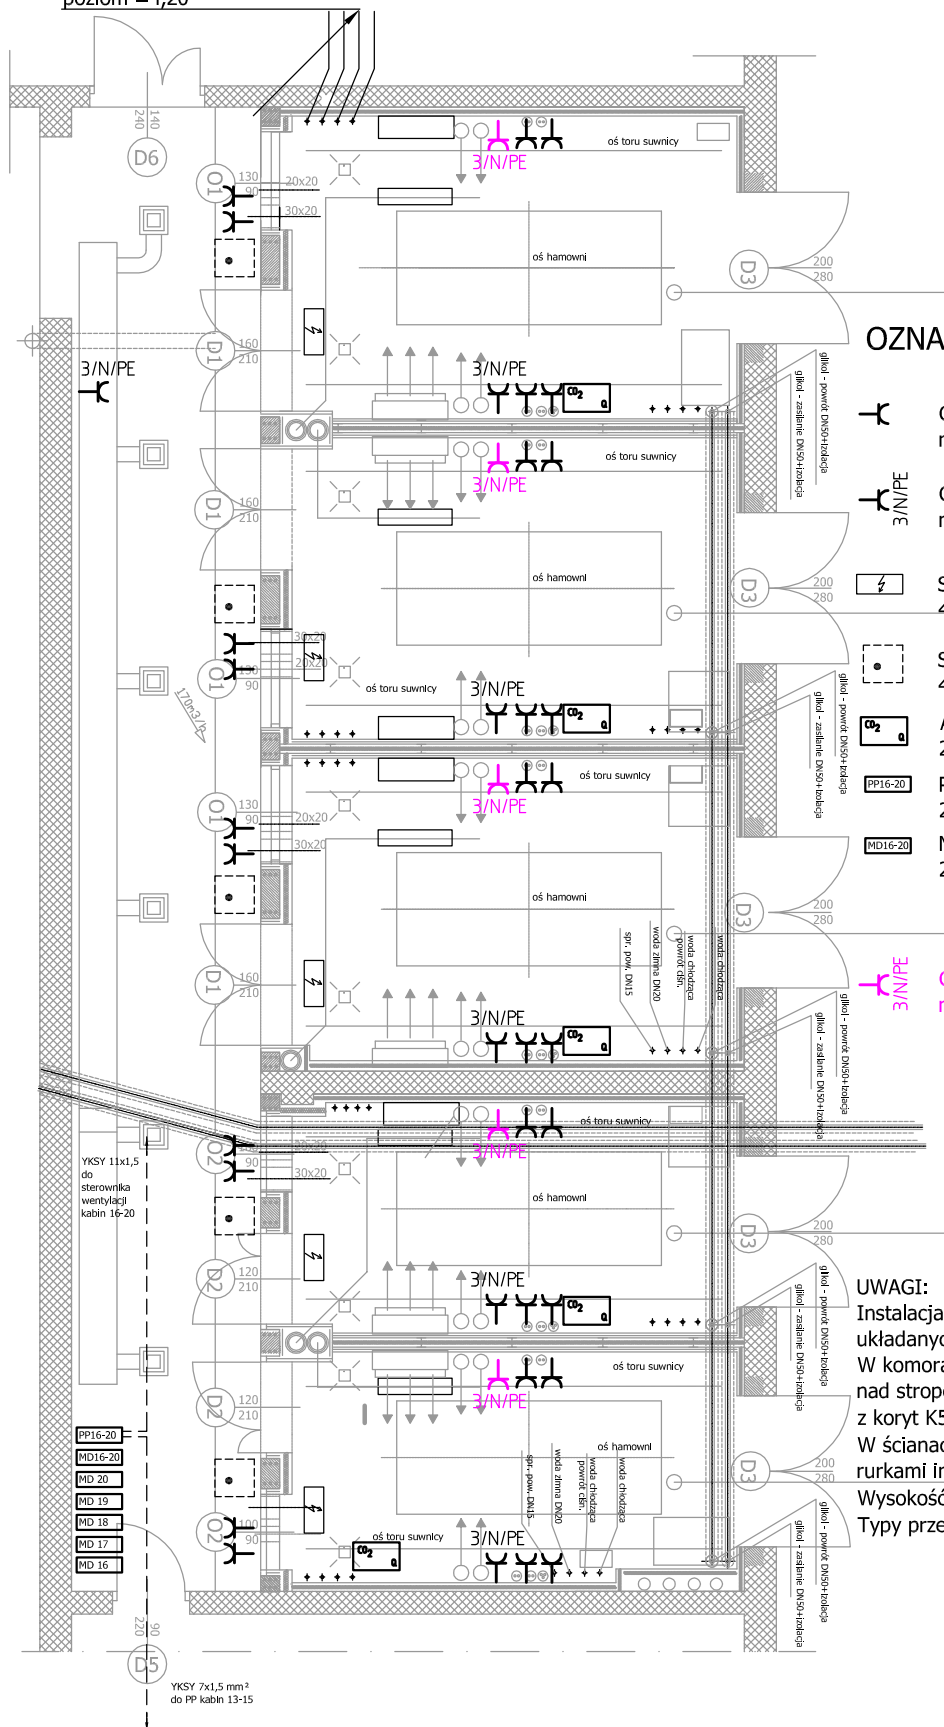 poziom – 1,20
140
240
D6
O1
130
90
20x20
30x20
3/N/PE
oś toru suwnicy
oś hamowni
D3
200
280
D1
160
210
3/N/PE
3/N/PE
CO2
glikol - powrót DN50+izolacja
glikol - zasilanie DN50+izolacja
OZNA
3/N/PE
oś toru suwnicy
D1
160
210
oś hamowni
D3
200
280
3/N/PE
30x20
20x20
O1
130
90
170m3/h
oś toru suwnicy
3/N/PE
CO2
glikol - powrót DN50+izolacja
glikol - zasilanie DN50+izolacja
CO2
PP16-20
MD16-20
3/N/PE
oś toru suwnicy
O1
130
90
20x20
30x20
oś hamowni
D3
200
280
spr. pow. DN15
woda zimna DN20
woda chłodząca
powrót ciśn.
woda chłodząca
D1
160
210
3/N/PE
CO2
3/N/PE
glikol - powrót DN50+izolacja
glikol - zasilanie DN50+izolacja
oś toru suwnicy
3/N/PE
O2
90
30x20
YKSY 11x1,5
do
sterownika
wentylacji
kabin 16-20
oś hamowni
D3
200
280
D2
120
210
3/N/PE
CO2
glikol - powrót DN50+izolacja
glikol - zasilanie DN50+izolacja
UWAGI:
Instalacja
układanyc
W komora
nad strop
z koryt K5
W ścianac
rurkami in
Wysokość
Typy prze
oś toru suwnicy
3/N/PE
D2
120
210
oś hamowni
spr. pow. DN15
woda zimna DN20
woda chłodząca
powrót ciśn.
woda chłodząca
D3
200
280
PP16-20
MD16-20
MD 20
MD 19
MD 18
MD 17
MD 16
O2
100
90
oś toru suwnicy
CO2
3/N/PE
glikol - powrót DN50+izolacja
glikol - zasilanie DN50+izolacja
90
220
D5
YKSY 7x1,5 mm²
do PP kabin 13-15